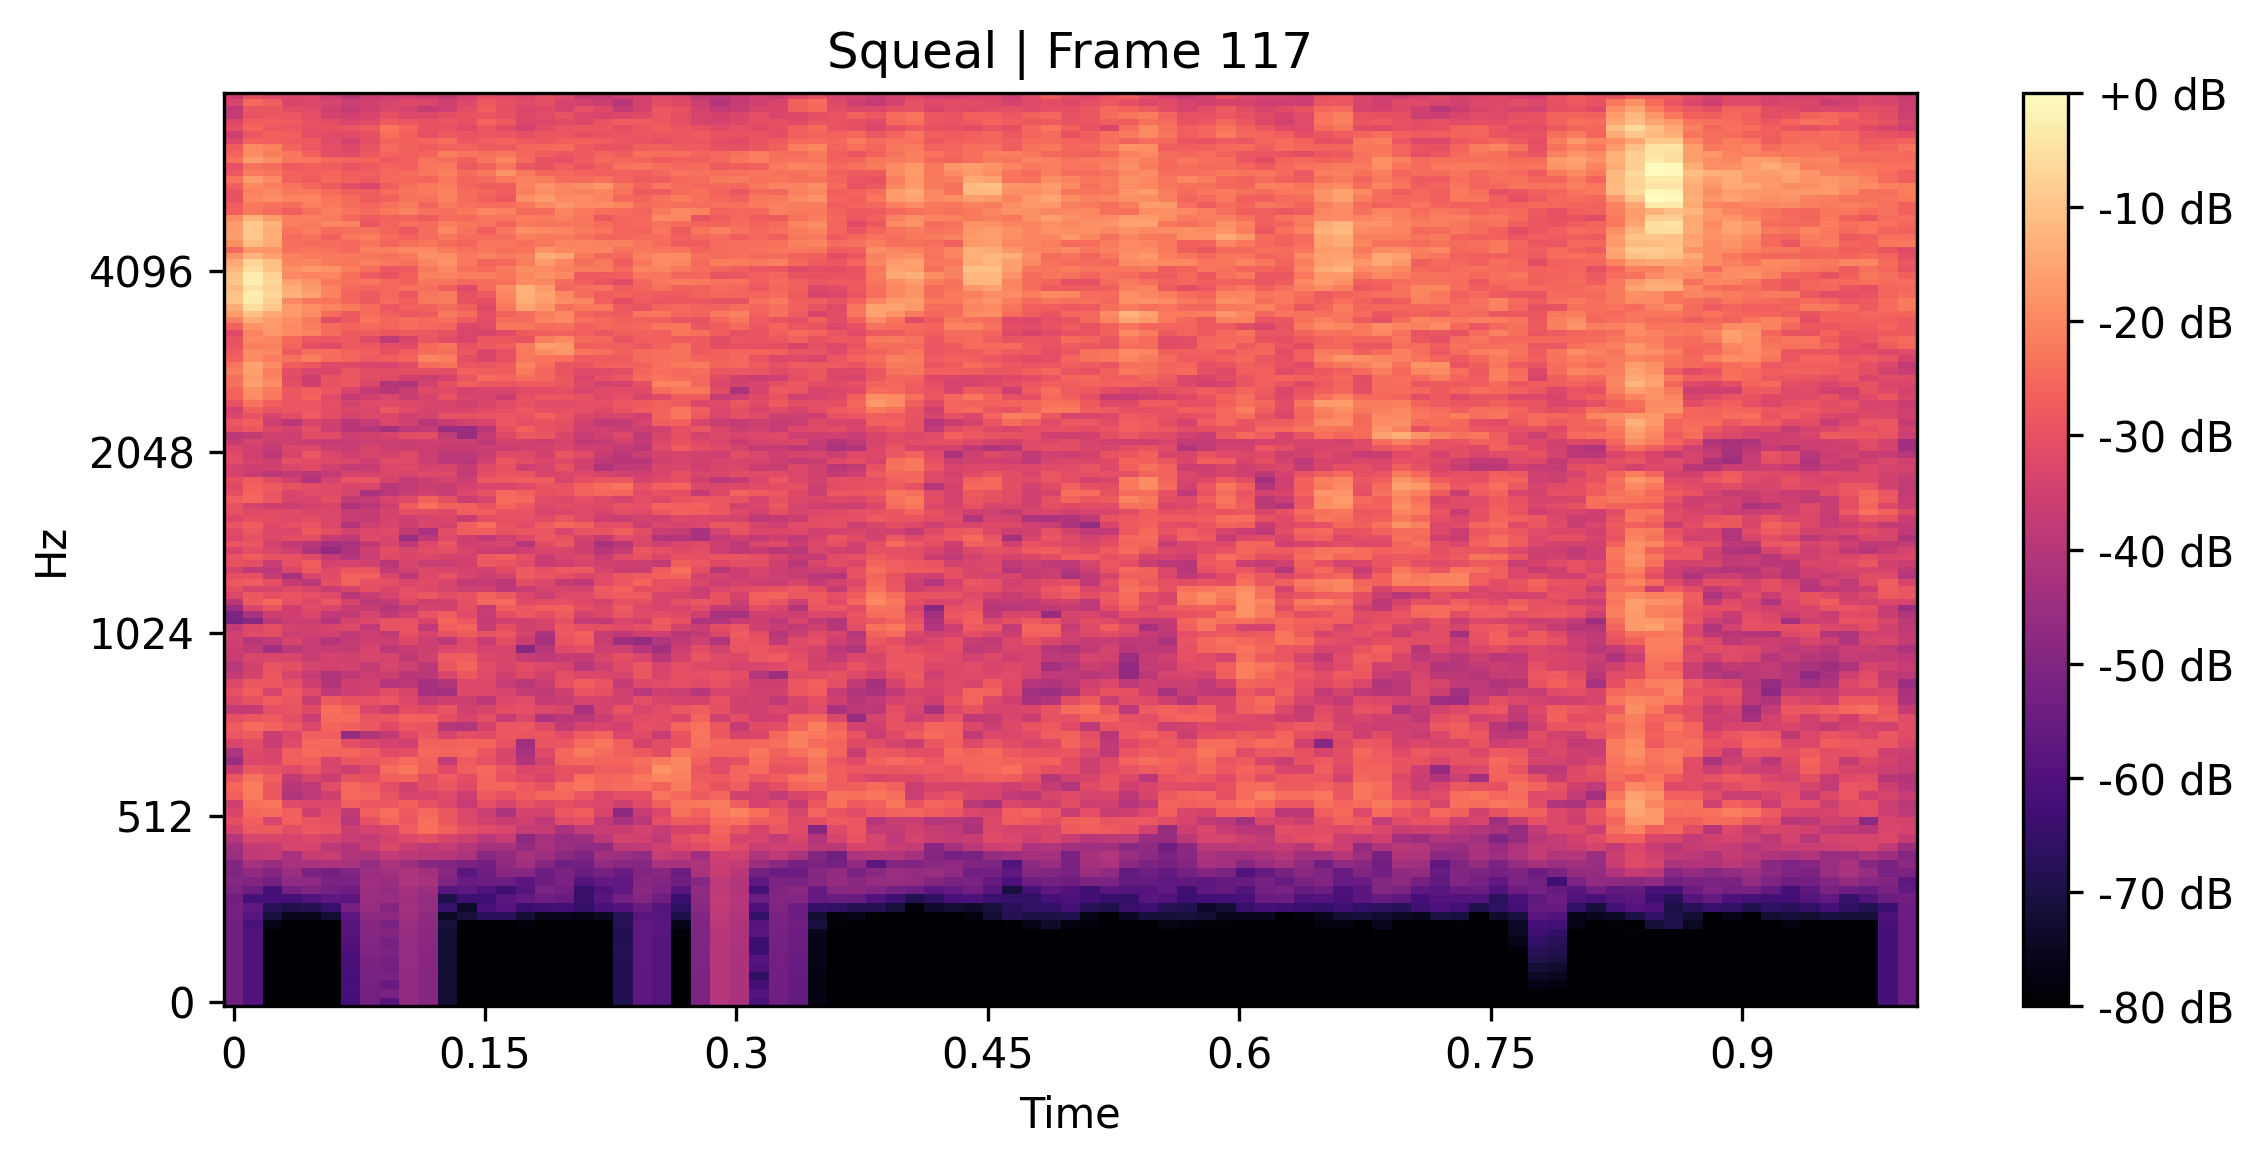 Squeal | Frame 117
Hz
4096
2048
1024
512
0
0 0.15 0.3 0.45 0.6 0.75 0.9
Time
+0 dB
-10 dB
-20 dB
-30 dB
-40 dB
-50 dB
-60 dB
-70 dB
-80 dB